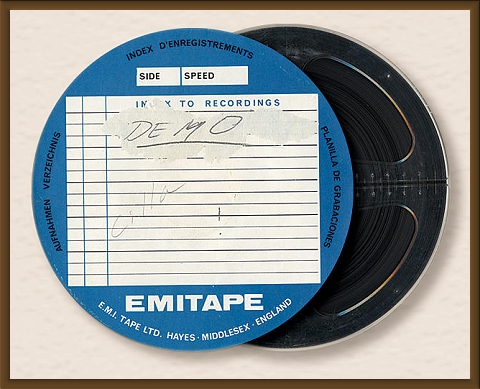 INDEX D'ENREGISTREMENTS
SIDE SPEED
INDEX TO RECORDINGS
DEMO
AUFNAHMEN VERZEICHNIS
PLANILLA DE GRABACIONES
EMITAPE
E.M.I. TAPE LTD. HAYES · MIDDLESEX · ENGLAND